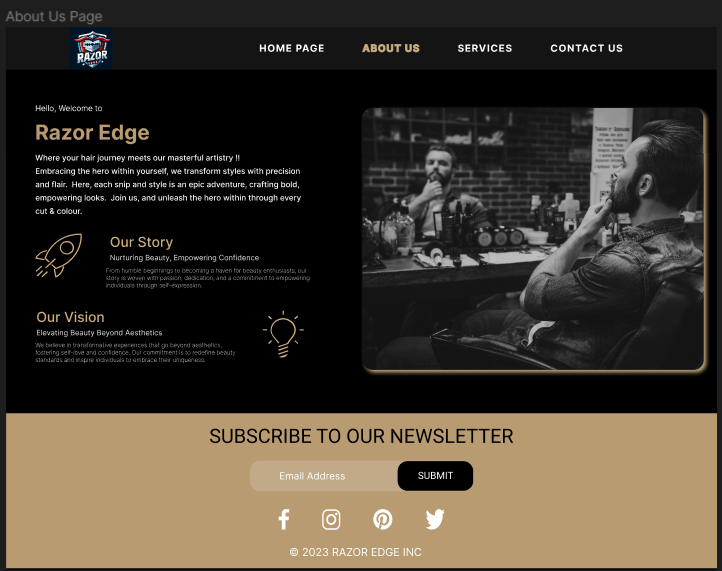 About Us Page
RAZOR
HOME PAGE
ABOUT US
SERVICES
CONTACT US
Hello, Welcome to
Razor Edge
Where your hair journey meets our masterful artistry !!
Embracing the hero within yourself, we transform styles with precision
and flair. Here, each snip and style is an epic adventure, crafting bold,
empowering looks. Join us, and unleash the hero within through every
cut & colour.
Our Story
Nurturing Beauty, Empowering Confidence
From humble beginnings to becoming a haven for beauty enthusiasts, our
story is woven with passion, dedication, and a commitment to empowering
individuals through self-expression.
Our Vision
Elevating Beauty Beyond Aesthetics
We believe in transformative experiences that go beyond aesthetics,
fostering self-love and confidence. Our commitment is to redefine beauty
standards and inspire individuals to embrace their uniqueness.
SUBSCRIBE TO OUR NEWSLETTER
Email Address
SUBMIT
© 2023 RAZOR EDGE INC